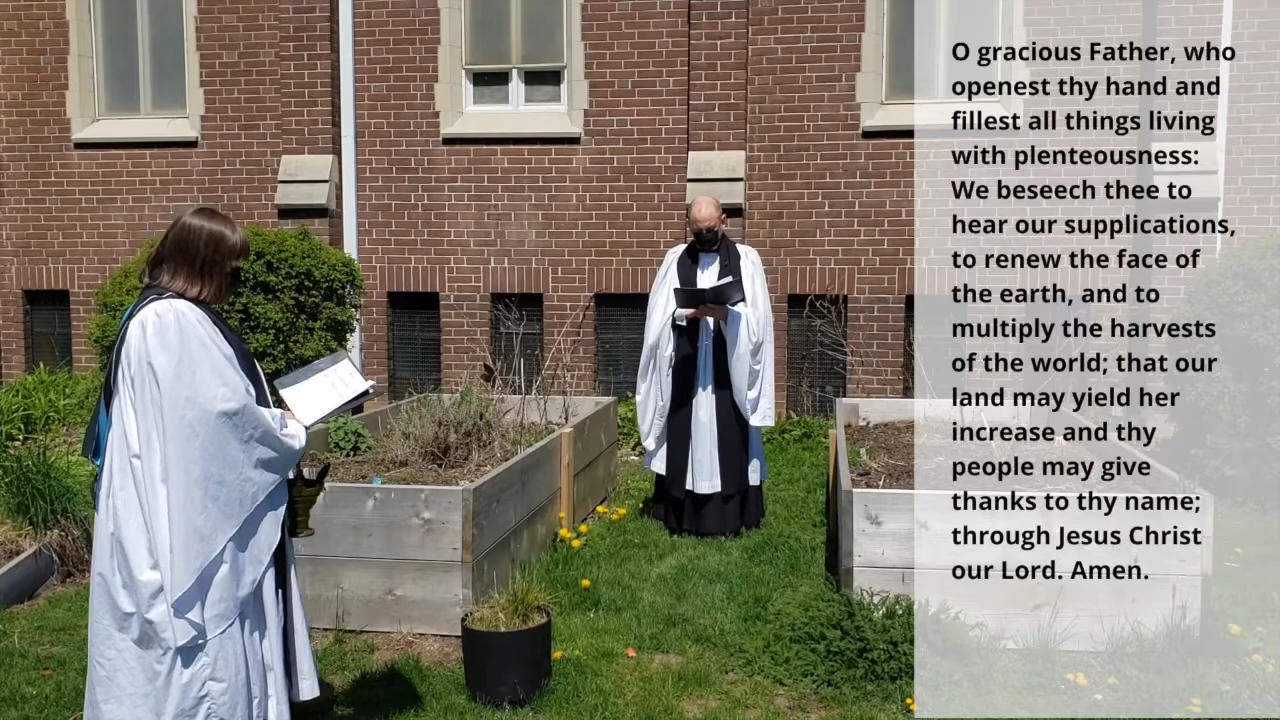 O gracious Father, who
openest thy hand and
fillest all things living
with plenteousness:
We beseech thee to
hear our supplications,
to renew the face of
the earth, and to
multiply the harvests
of the world; that our
land may yield her
increase and thy
people may give
thanks to thy name;
through Jesus Christ
our Lord. Amen.